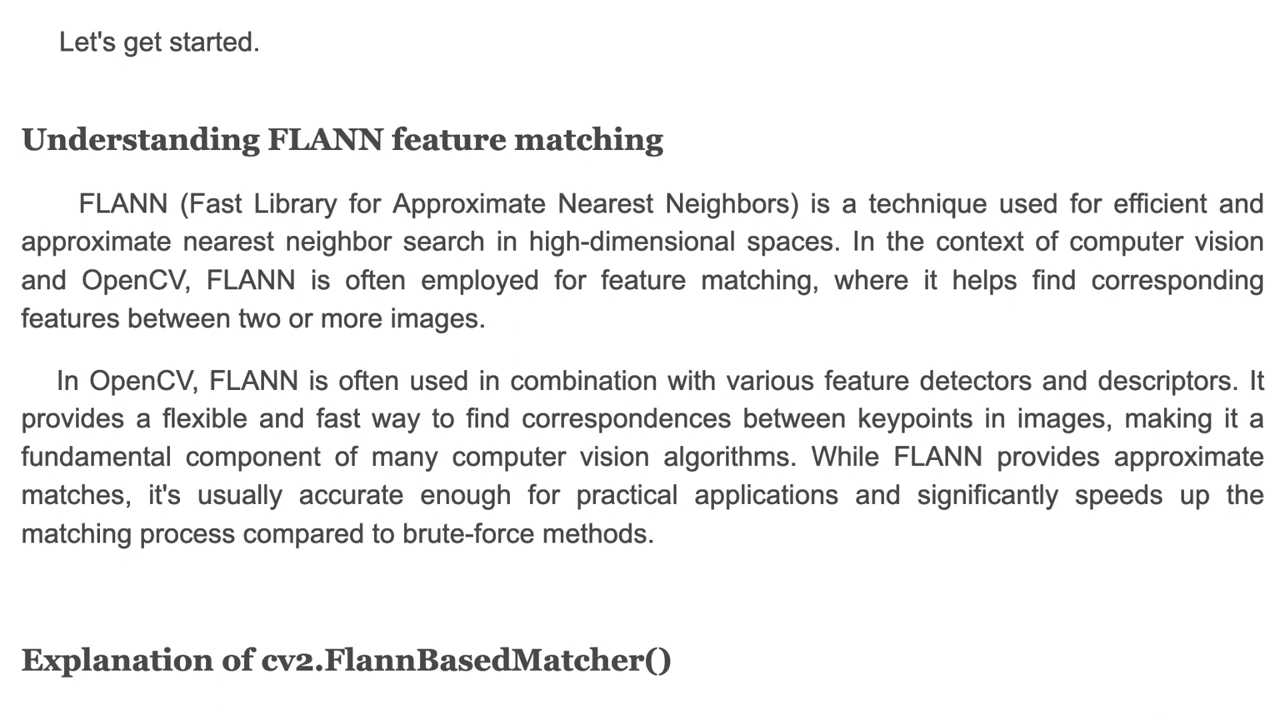 Let's get started.
Understanding FLANN feature matching
FLANN (Fast Library for Approximate Nearest Neighbors) is a technique used for efficient and
approximate nearest neighbor search in high-dimensional spaces. In the context of computer vision
and OpenCV, FLANN is often employed for feature matching, where it helps find corresponding
features between two or more images.
In OpenCV, FLANN is often used in combination with various feature detectors and descriptors. It
provides a flexible and fast way to find correspondences between keypoints in images, making it a
fundamental component of many computer vision algorithms. While FLANN provides approximate
matches, it's usually accurate enough for practical applications and significantly speeds up the
matching process compared to brute-force methods.
Explanation of cv2.FlannBasedMatcher()